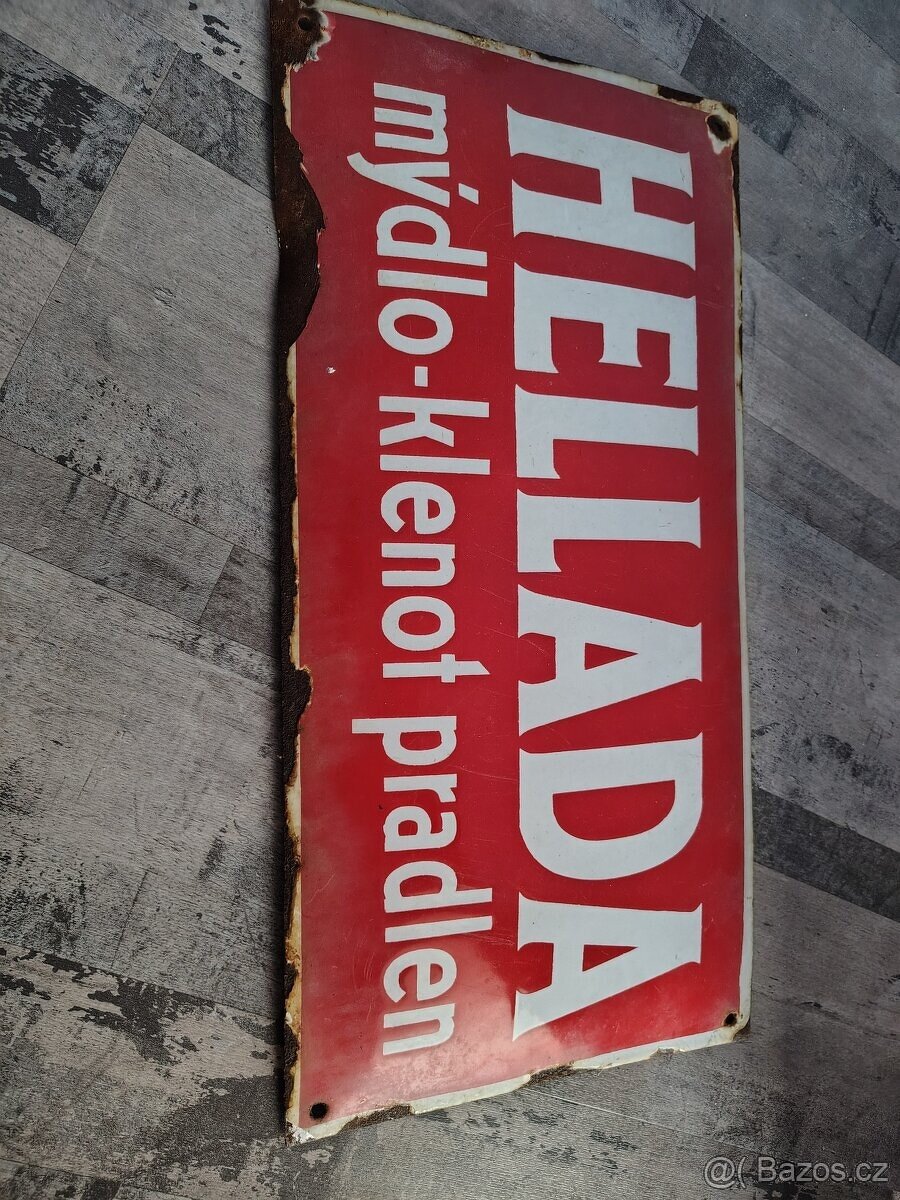 HELLADA
mýdlo-klenot pradlen
@( Bazos.cz